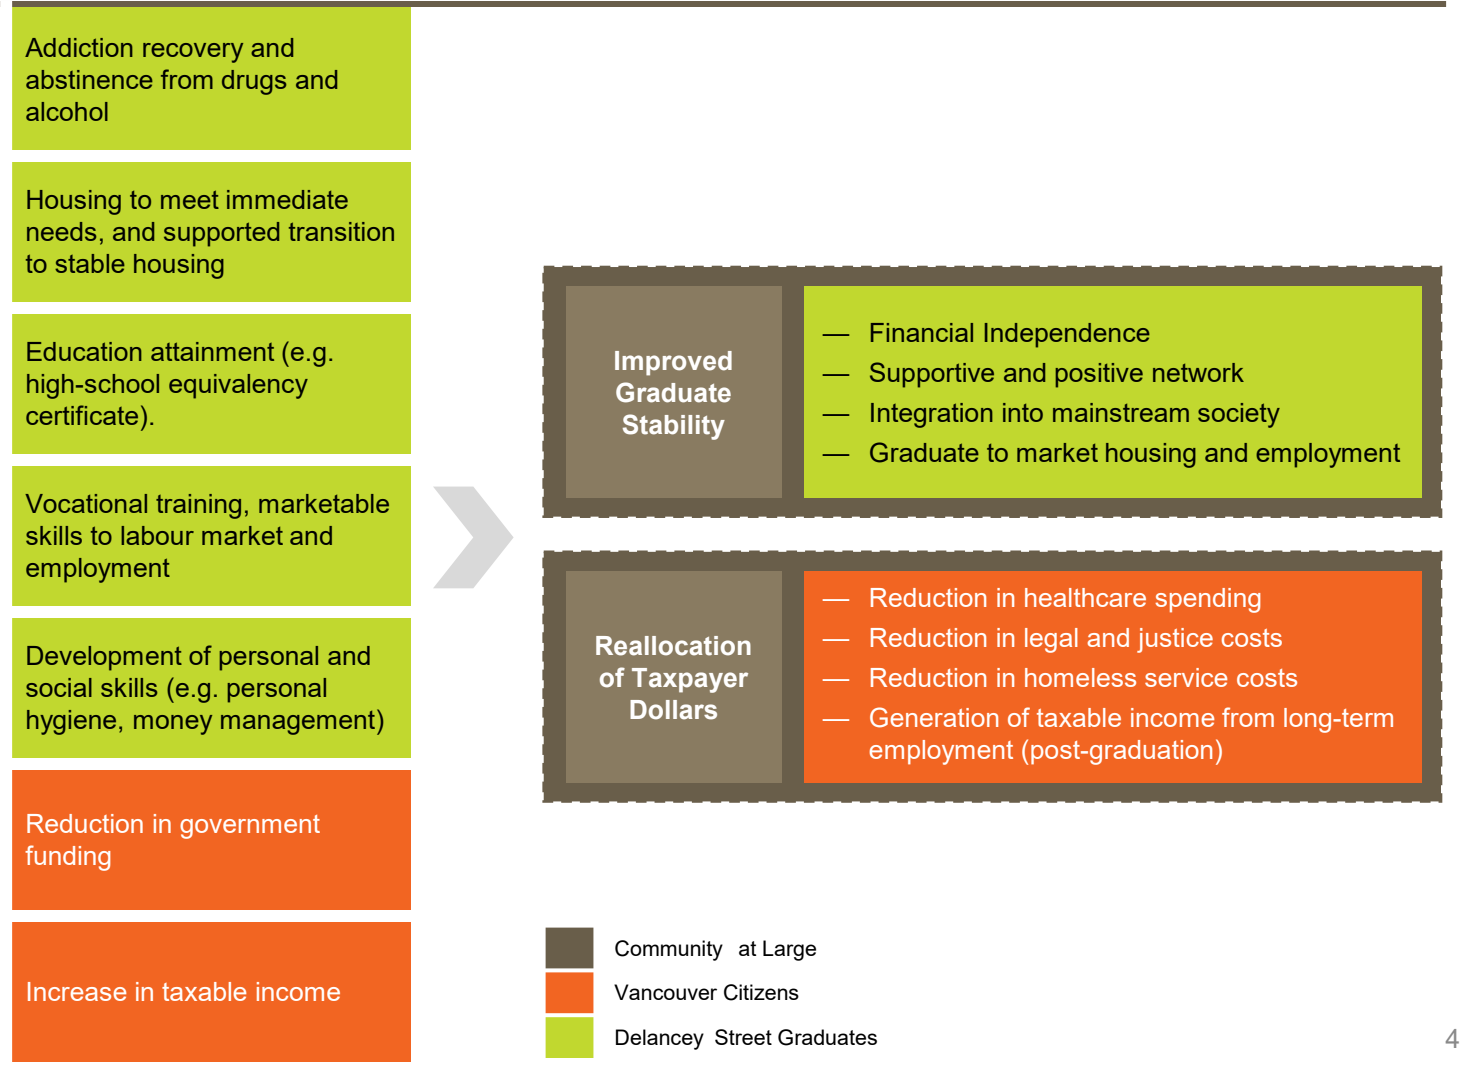 Addiction recovery and
abstinence from drugs and
alcohol
Housing to meet immediate
needs, and supported transition
to stable housing
Education attainment (e.g.
high-school equivalency
certificate).
Vocational training, marketable
skills to labour market and
employment
Development of personal and
social skills (e.g. personal
hygiene, money management)
Reduction in government
funding
Increase in taxable income
Improved
Graduate
Stability
— Financial Independence
— Supportive and positive network
— Integration into mainstream society
— Graduate to market housing and employment
Reallocation
of Taxpayer
Dollars
— Reduction in healthcare spending
— Reduction in legal and justice costs
— Reduction in homeless service costs
— Generation of taxable income from long-term
employment (post-graduation)
Community at Large
Vancouver Citizens
Delancey Street Graduates
4